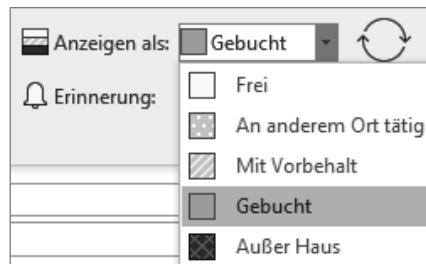 Anzeigen als: Gebucht
Erinnerung:
Frei
An anderem Ort tätig
Mit Vorbehalt
Gebucht
Außer Haus